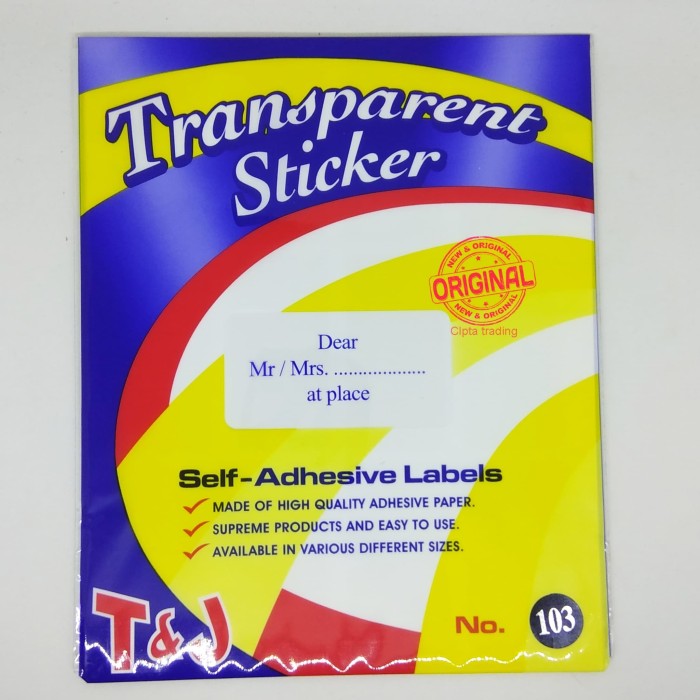 Transparent
Sticker
NEW & ORIGINAL
ORIGINAL
NEW & ORIGINAL
Cipta trading
Dear
Mr / Mrs. ...................
at place
Self-Adhesive Labels
MADE OF HIGH QUALITY ADHESIVE PAPER.
SUPREME PRODUCTS AND EASY TO USE.
AVAILABLE IN VARIOUS DIFFERENT SIZES.
T&J
No. 103